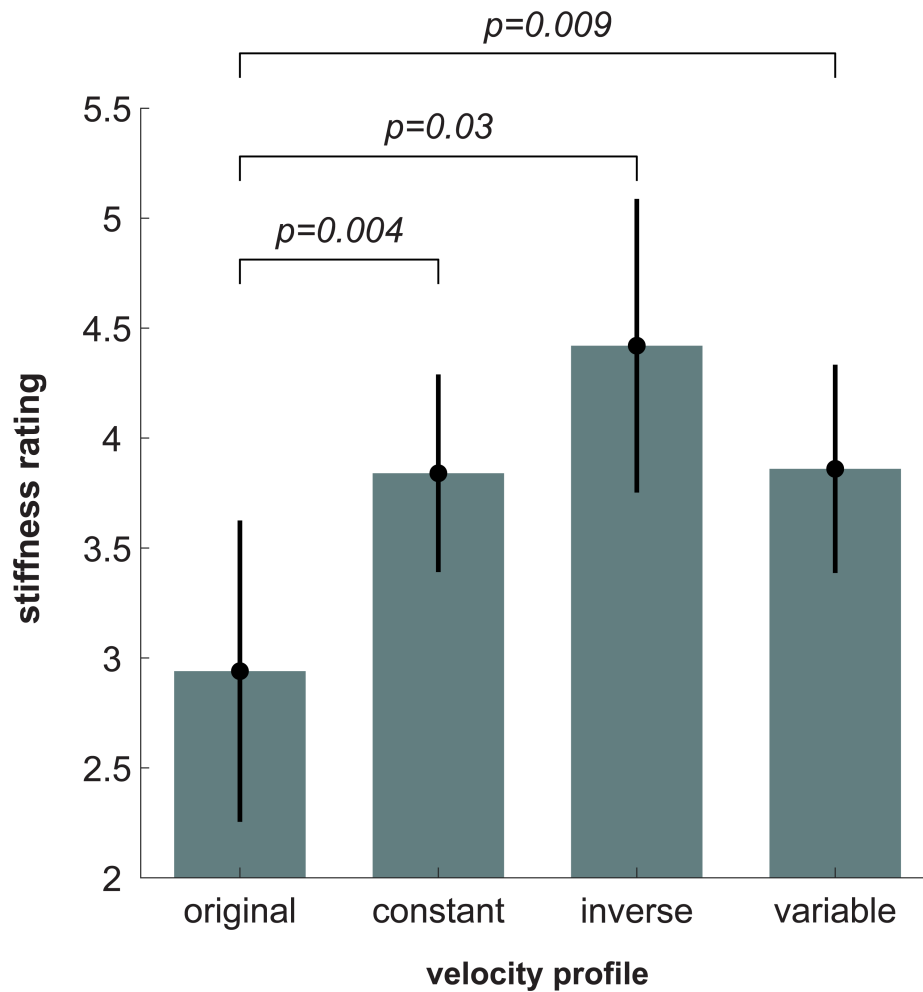 p=0.009
5.5
p=0.03
5
p=0.004
4.5
4
3.5
3
2.5
2
stiffness rating
original constant inverse variable
velocity profile